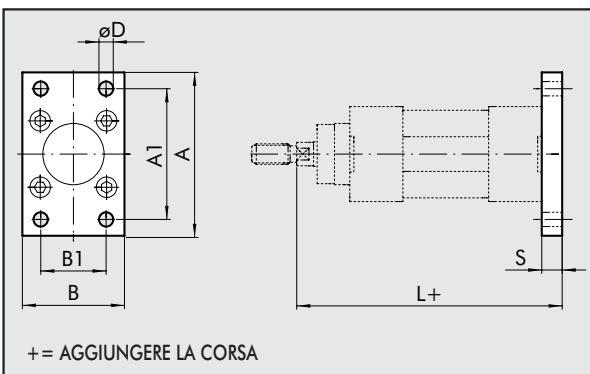 øD
A1
A
B1
B
S
L+
+= AGGIUNGERE LA CORSA